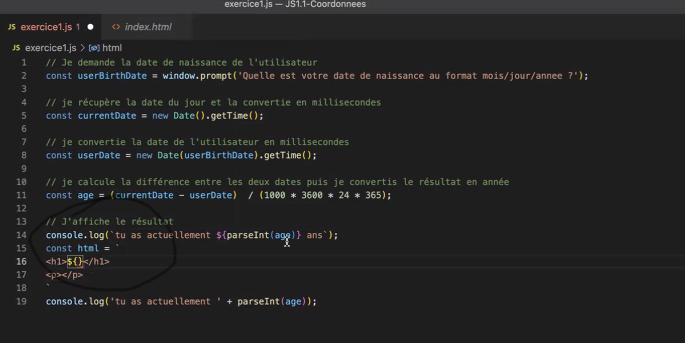 exercice1.js — JS1.1-Coordonnees
JS exercice1.js 1 ● <> index.html
JS exercice1.js > html
1 // Je demande la date de naissance de l'utilisateur
2 const userBirthDate = window.prompt('Quelle est votre date de naissance au format mois/jour/annee ?');
3
4 // je récupère la date du jour et la convertie en millisecondes
5 const currentDate = new Date().getTime();
6
7 // je convertie la date de l'utilisateur en millisecondes
8 const userDate = new Date(userBirthDate).getTime();
9
10 // je calcule la différence entre les deux dates puis je convertis le résultat en année
11 const age = (currentDate - userDate)  / (1000 * 3600 * 24 * 365);
12
13 // J'affiche le résultat
14 console.log(`tu as actuellement ${parseInt(age)} ans`);
15 const html = `
16 <h1>${}</h1>
17 <p></p>
18 `
19 console.log('tu as actuellement ' + parseInt(age));